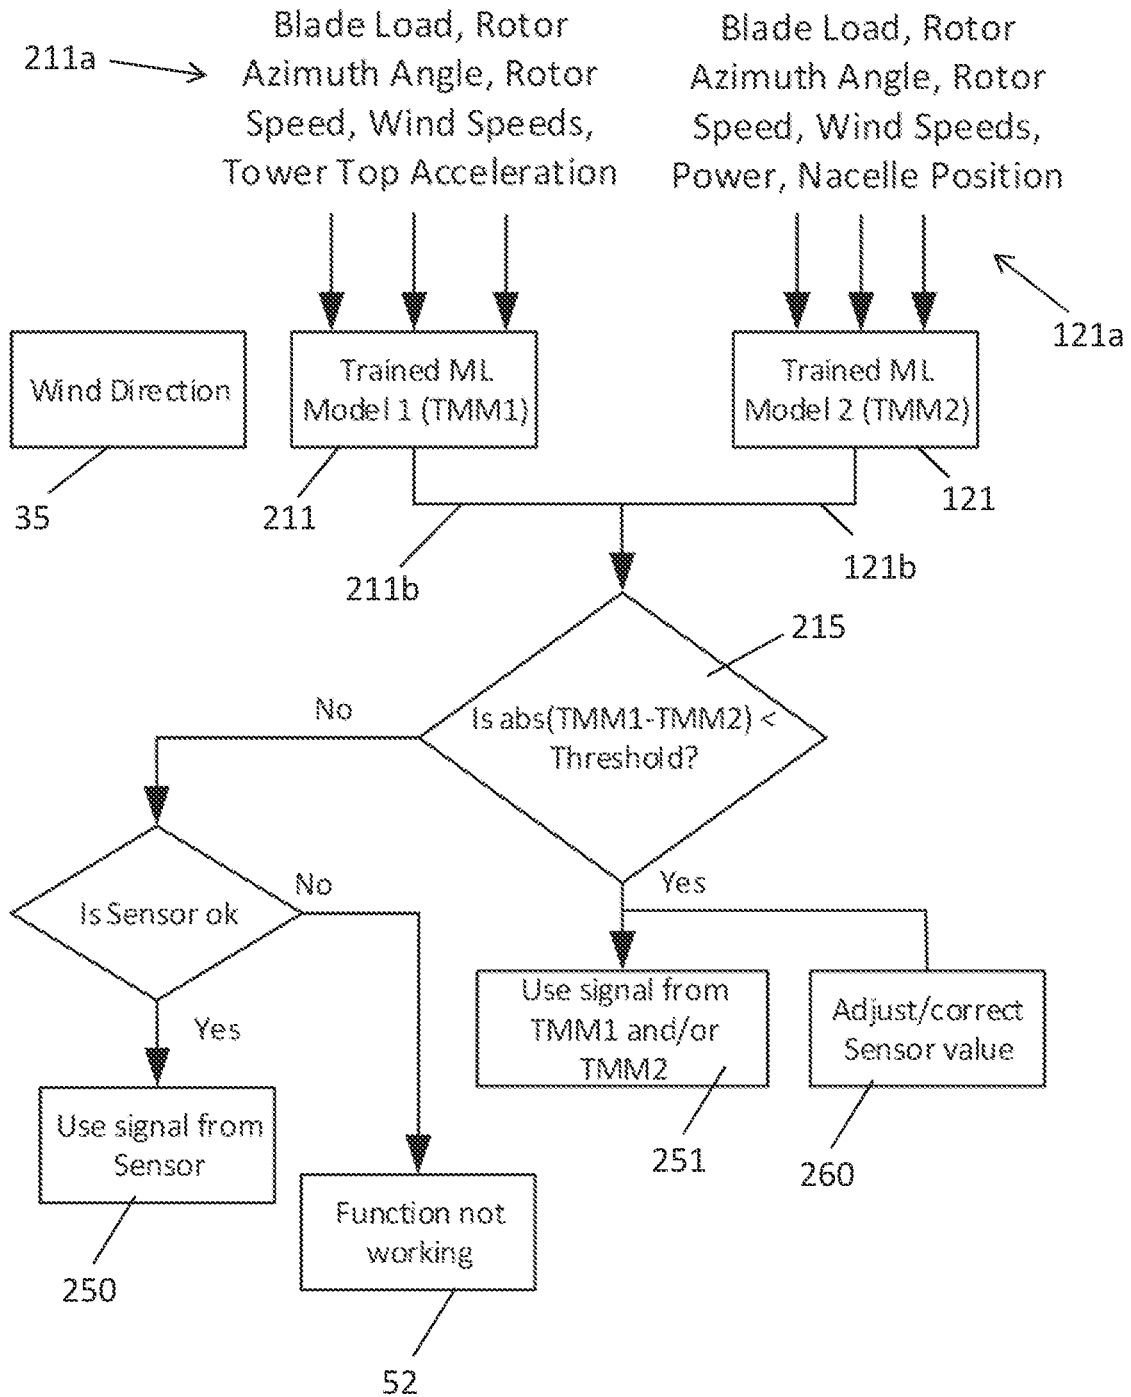 211a
Blade Load, Rotor
Azimuth Angle, Rotor
Speed, Wind Speeds,
Tower Top Acceleration
Blade Load, Rotor
Azimuth Angle, Rotor
Speed, Wind Speeds,
Power, Nacelle Position
121a
Wind Direction
35
Trained ML
Model 1 (TMM1)
211
Trained ML
Model 2 (TMM2)
121
211b
121b
215
Is abs(TMM1-TMM2) <
Threshold?
No
Yes
Is Sensor ok
No
Yes
Use signal from
TMM1 and/or
TMM2
251
Adjust/correct
Sensor value
260
Use signal from
Sensor
250
Function not
working
52